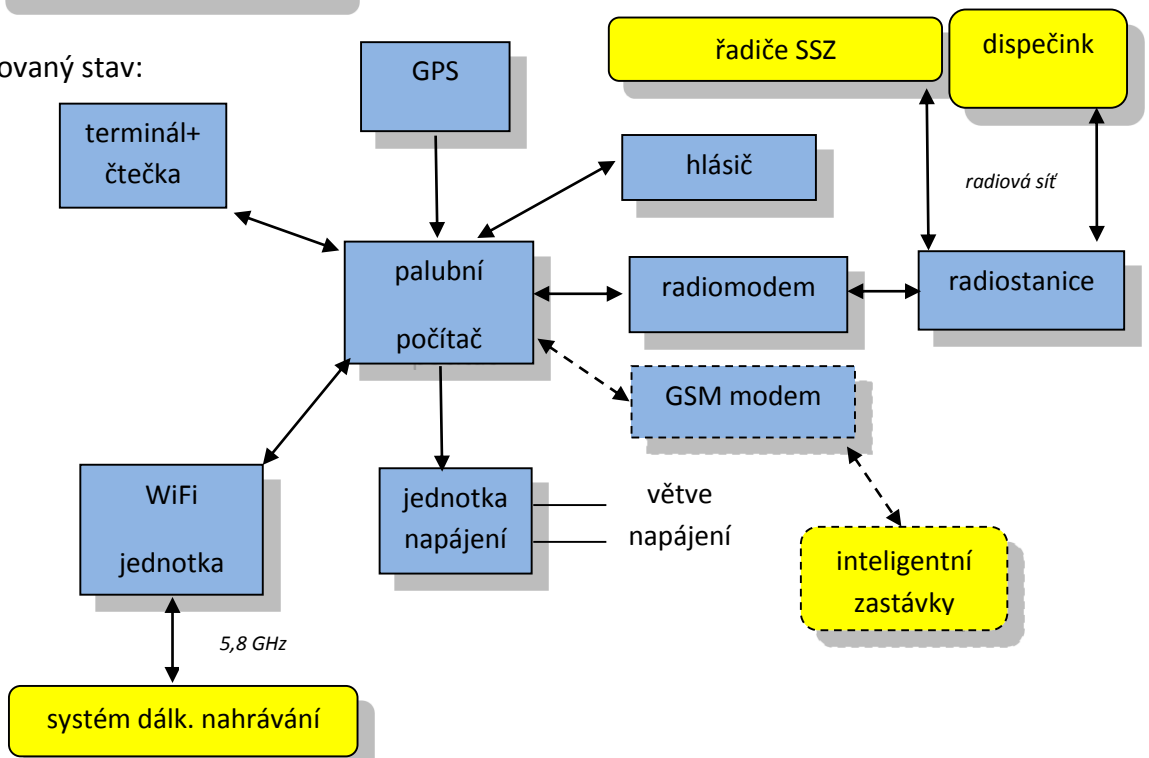 řadiče SSZ
dispečink
ovaný stav:
GPS
terminál+
čtečka
hlásič
radiová síť
palubní
počítač
radiomodem
radiostanice
GSM modem
WiFi
jednotka
jednotka
napájení
větve
napájení
inteligentní
zastávky
5,8 GHz
systém dálk. nahrávání